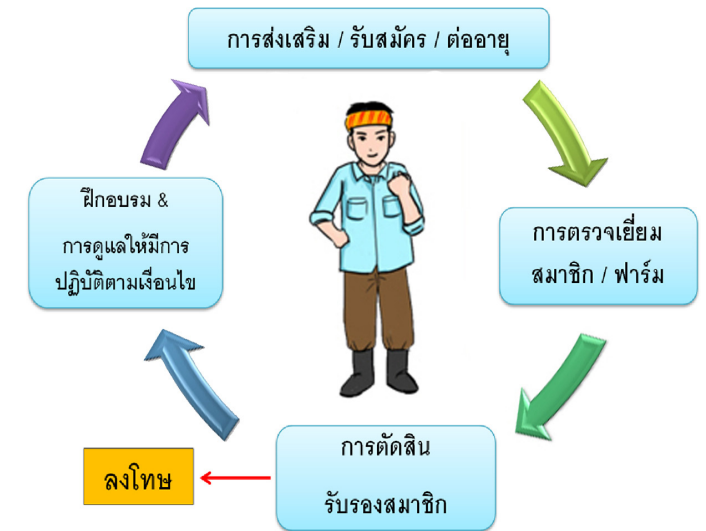 การส่งเสริม / รับสมัคร / ต่ออายุ
การตรวจเยี่ยม
สมาชิก / ฟาร์ม
การตัดสิน
รับรองสมาชิก
ลงโทษ
ฝึกอบรม &
การดูแลให้มีการ
ปฏิบัติตามเงื่อนไข